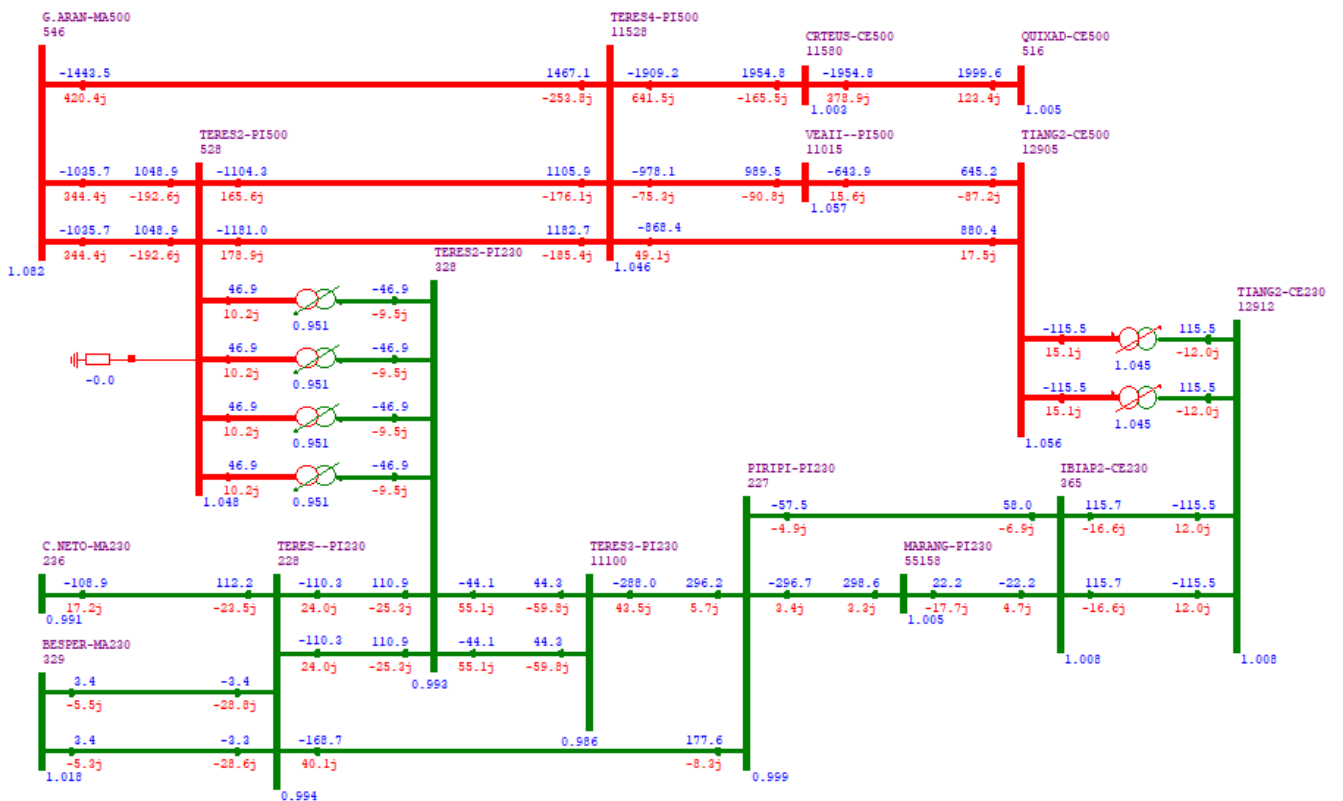 G.ARAN-MA500
546
TERES4-PI500
11528
CRTEUS-CE500
11580
QUIXAD-CE500
516
-1443.5 1467.1 -1909.2 1954.8 -1954.8 1999.6
420.4j -253.8j 641.5j -165.5j 378.9j 123.4j
1.003 1.005
TERES2-PI500
528
VEAII--PI500
11015
TIANG2-CE500
12905
-1035.7 1048.9 -1104.3 1105.9 -978.1 989.5 -643.9 645.2
344.4j -192.6j 165.6j -176.1j -75.3j -90.8j 15.6j -87.2j
1.057
-1035.7 1048.9 -1181.0 1182.7 -868.4 880.4
344.4j -192.6j 178.9j -185.4j 49.1j 17.5j
1.082 1.046
TERES2-PI230
328
46.9 -46.9
10.2j -9.5j
0.951
TIANG2-CE230
12912
46.9 -46.9
10.2j -9.5j
0.951
-0.0
-115.5 115.5
15.1j -12.0j
1.045
46.9 -46.9
10.2j -9.5j
0.951
-115.5 115.5
15.1j -12.0j
1.045
1.056
46.9 -46.9
10.2j -9.5j
0.951
1.048
PIRIPI-PI230
227
IBIAP2-CE230
365
-57.5 58.0 115.7 -115.5
-4.9j -6.9j -16.6j 12.0j
C.NETO-MA230
236
TERES--PI230
228
TERES3-PI230
11100
MARANG-PI230
55158
-108.9 112.2 -110.3 110.9 -44.1 44.3 -288.0 296.2 -296.7 298.6 22.2 -22.2 115.7 -115.5
17.2j -23.5j 24.0j -25.3j 55.1j -59.8j 43.5j 5.7j 3.4j 3.3j -17.7j 4.7j -16.6j 12.0j
0.991 1.005
BESPER-MA230
329
-110.3 110.9 -44.1 44.3
24.0j -25.3j 55.1j -59.8j
1.008 1.008
3.4 -3.4
-5.5j -28.8j
0.993
3.4 -3.3 -168.7 177.6
-5.3j -28.6j 40.1j -8.3j
0.986
1.018 0.999
0.994